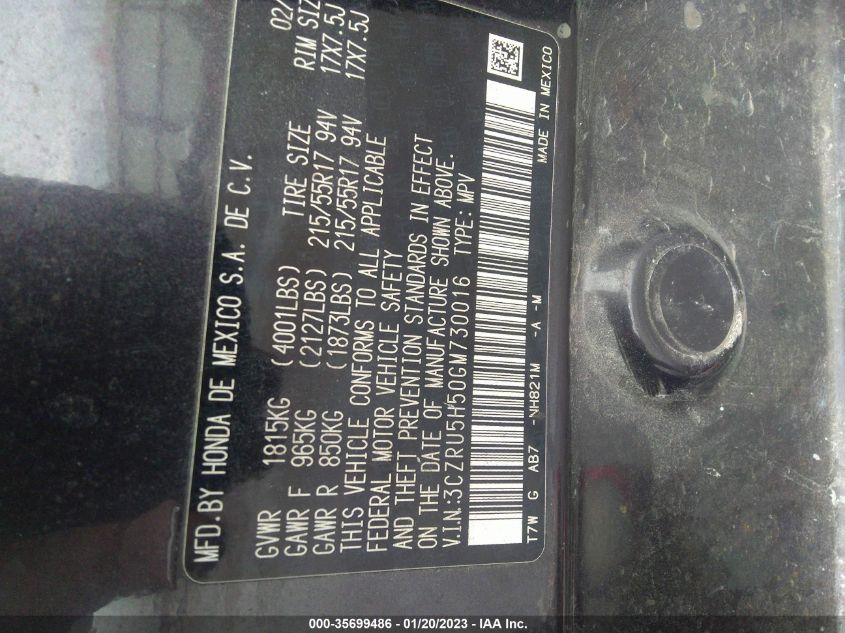 MFD.BY HONDA DE MEXICO S.A. DE C.V. 02/
GVWR 1815KG (4001LBS) TIRE SIZE RIM SIZ
GAWR F 965KG (2127LBS) 215/55R17 94V 17X7.5J
GAWR R 850KG (1873LBS) 215/55R17 94V 17X7.5J
THIS VEHICLE CONFORMS TO ALL APPLICABLE
FEDERAL MOTOR VEHICLE SAFETY
AND THEFT PREVENTION STANDARDS IN EFFECT
ON THE DATE OF MANUFACTURE SHOWN ABOVE.
V.I.N.:3CZRU5H50GM730016 TYPE: MPV
T7W G AB7 -NH821M -A -M MADE IN MEXICO
000-35699486 - 01/20/2023 - IAA Inc.